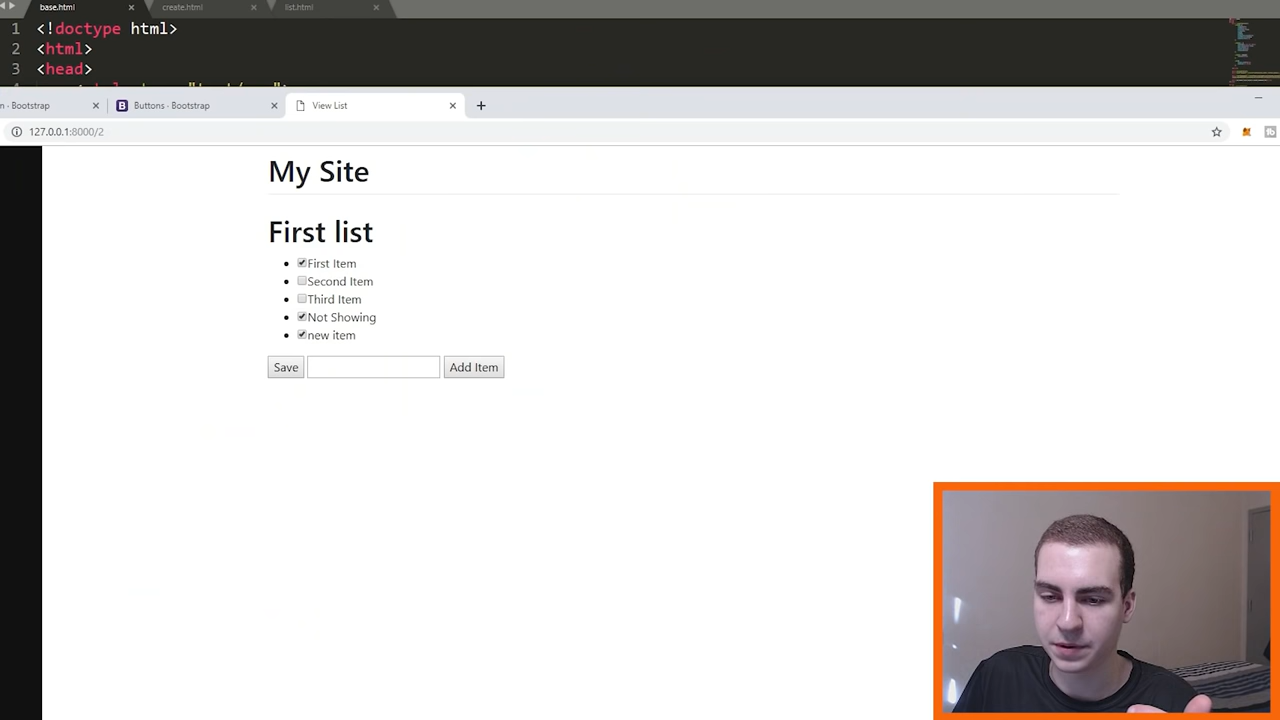 base.html
create.html
list.html
1 <!doctype html>
2 <html>
3 <head>
4
n - Bootstrap
Buttons - Bootstrap
View List
127.0.0.1:8000/2
My Site
First list
First Item
Second Item
Third Item
Not Showing
new item
Save
Add Item